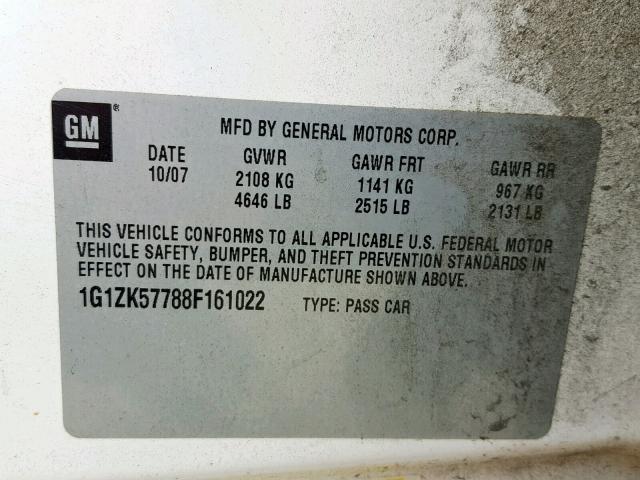 GM ®
MFD BY GENERAL MOTORS CORP.
DATE GVWR GAWR FRT GAWR RR
10/07 2108 KG 1141 KG 967 KG
4646 LB 2515 LB 2131 LB
THIS VEHICLE CONFORMS TO ALL APPLICABLE U.S. FEDERAL MOTOR
VEHICLE SAFETY, BUMPER, AND THEFT PREVENTION STANDARDS IN
EFFECT ON THE DATE OF MANUFACTURE SHOWN ABOVE.
1G1ZK57788F161022 TYPE: PASS CAR